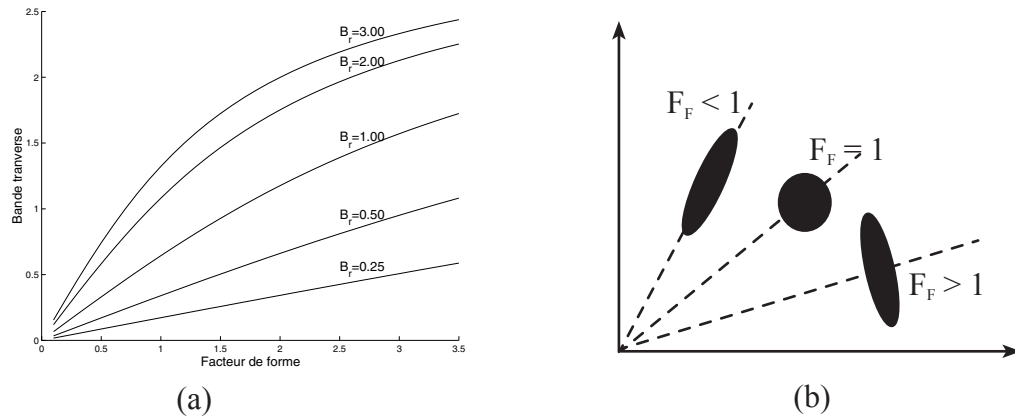 2.5
B_r=3.00
B_r=2.00
2
1.5
B_r=1.00
Bande tranverse
1
B_r=0.50
0.5
B_r=0.25
0
0 0.5 1 1.5 2 2.5 3 3.5
Facteur de forme
(a)
F_F < 1
F_F = 1
F_F > 1
(b)